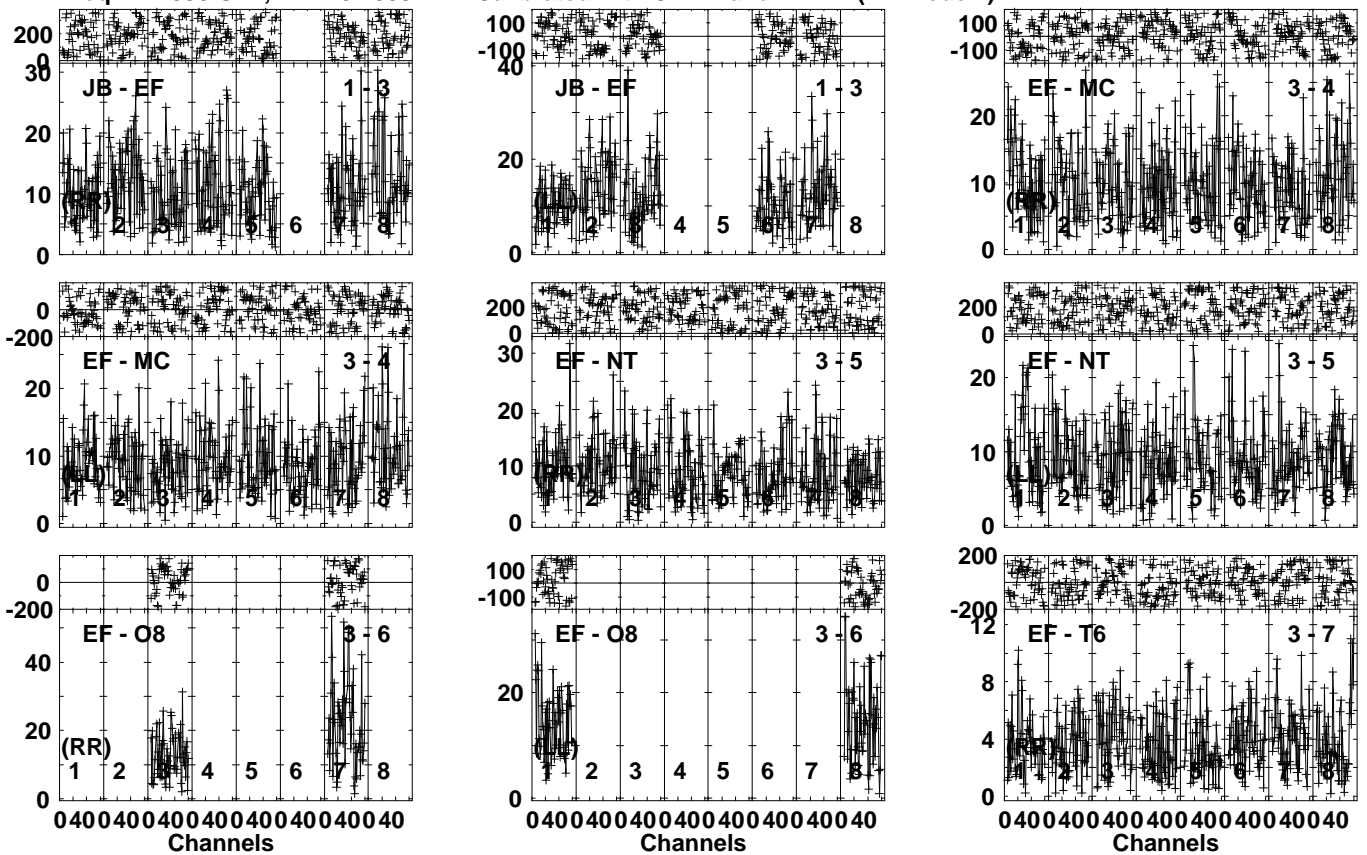 200 0 100 -100 100 -100
JB - EF 1 - 3 JB - EF 1 - 3 EF - MC 3 - 4
30 20 10 0 40 20 0 20 10 0
(RR) (LL) (RR)
1 2 3 4 5 6 7 8 1 2 3 4 5 6 7 8 1 2 3 4 5 6 7 8
0 -200 200 0 200 0
EF - MC 3 - 4 EF - NT 3 - 5 EF - NT 3 - 5
20 10 0 30 20 10 0 20 10 0
(LL) (RR) (LL)
1 2 3 4 5 6 7 8 1 2 3 4 5 6 7 8 1 2 3 4 5 6 7 8
0 -200 100 -100 200 -200
EF - O8 3 - 6 EF - O8 3 - 6 EF - T6 3 - 7
40 20 0 20 0 12 8 4 0
(RR) (LL) (RR)
1 2 3 4 5 6 7 8 2 3 4 5 6 7 8 1 2 3 4 5 6 7 8
0 40 0 40 0 40 0 40 0 40 0 40 0 40 40 0 40 0 40 0 40 0 40 0 40 0 40 0 40 40 0 40 0 40 0 40 0 40 0 40 0 40 0 40 40
Channels Channels Channels